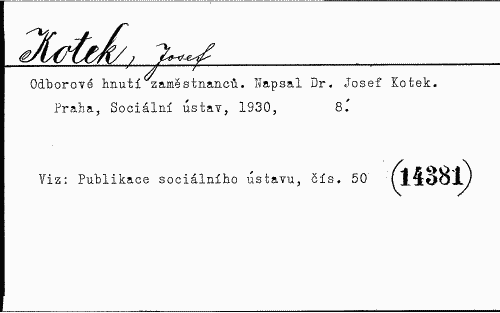 Kotek, Josef
Odborové hnutí zaměstnanců. Napsal Dr. Josef Kotek.
Praha, Sociální ústav, 1930, 8.
Viz: Publikace sociálního ústavu, čís. 50 (14381)